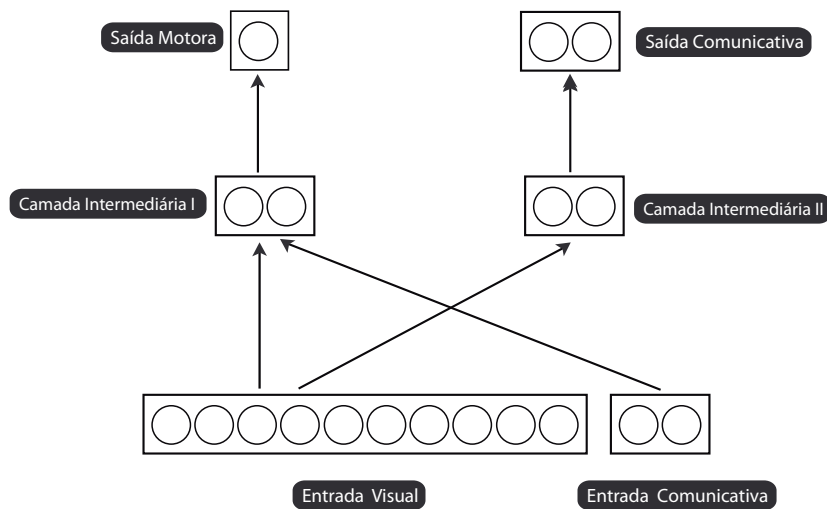 Saída Motora
Saída Comunicativa
Camada Intermediária I
Camada Intermediária II
Entrada Visual
Entrada Comunicativa